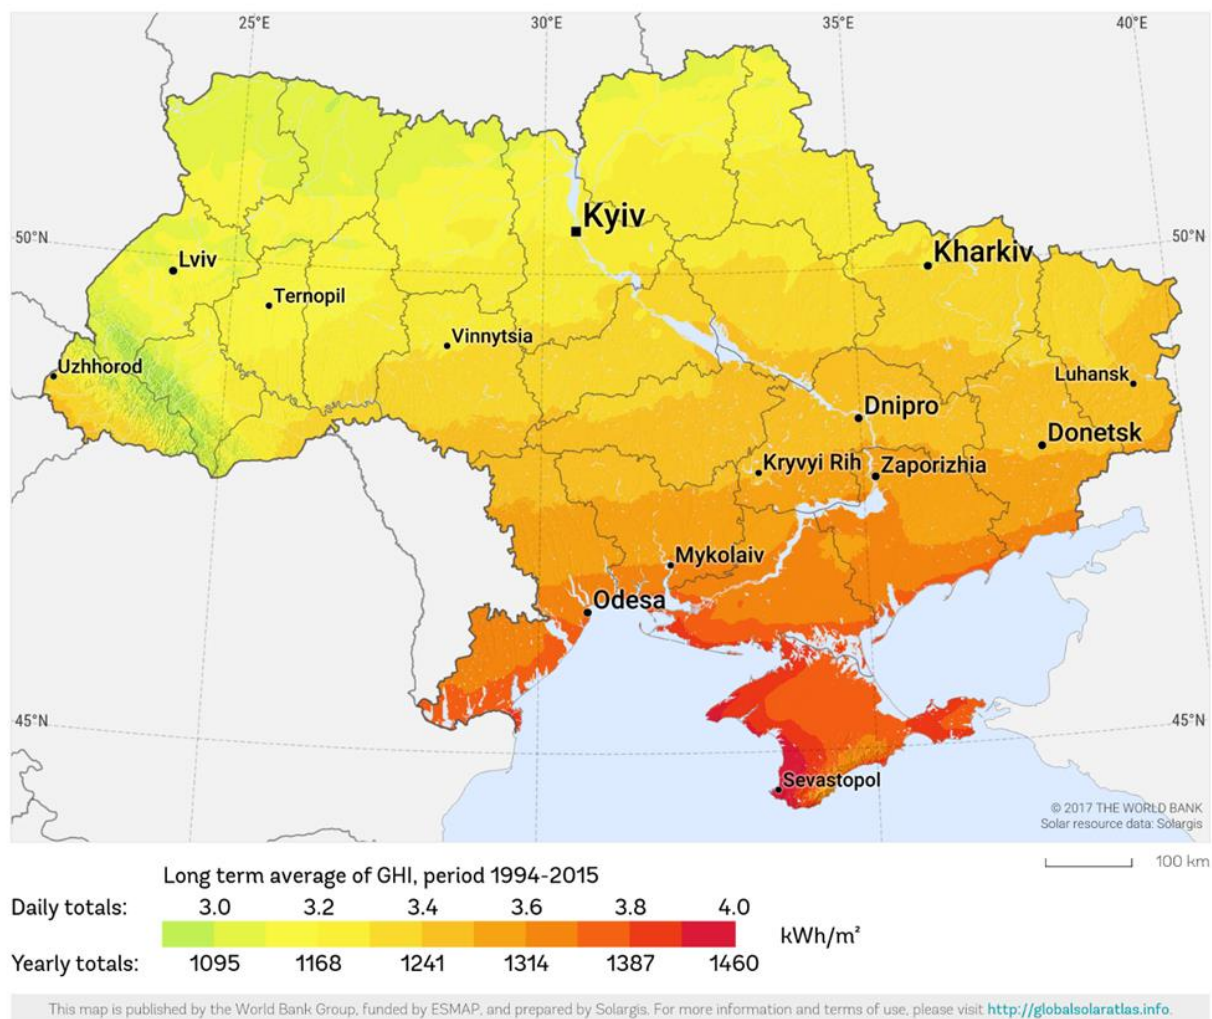 25°E 30°E 35°E 40°E
Kyiv
50°N 50°N
Kharkiv
Lviv
Ternopil
Vinnytsia
Uzhhorod
Luhansk
Dnipro
Donetsk
Kryvyi Rih
Zaporizhia
Mykolaiv
Odesa
45°N 45°N
Sevastopol
© 2017 THE WORLD BANK
Solar resource data: Solargis
100 km
Long term average of GHI, period 1994-2015
Daily totals: 3.0 3.2 3.4 3.6 3.8 4.0
kWh/m²
Yearly totals: 1095 1168 1241 1314 1387 1460
This map is published by the World Bank Group, funded by ESMAP, and prepared by Solargis. For more information and terms of use, please visit http://globalsolaratlas.info.